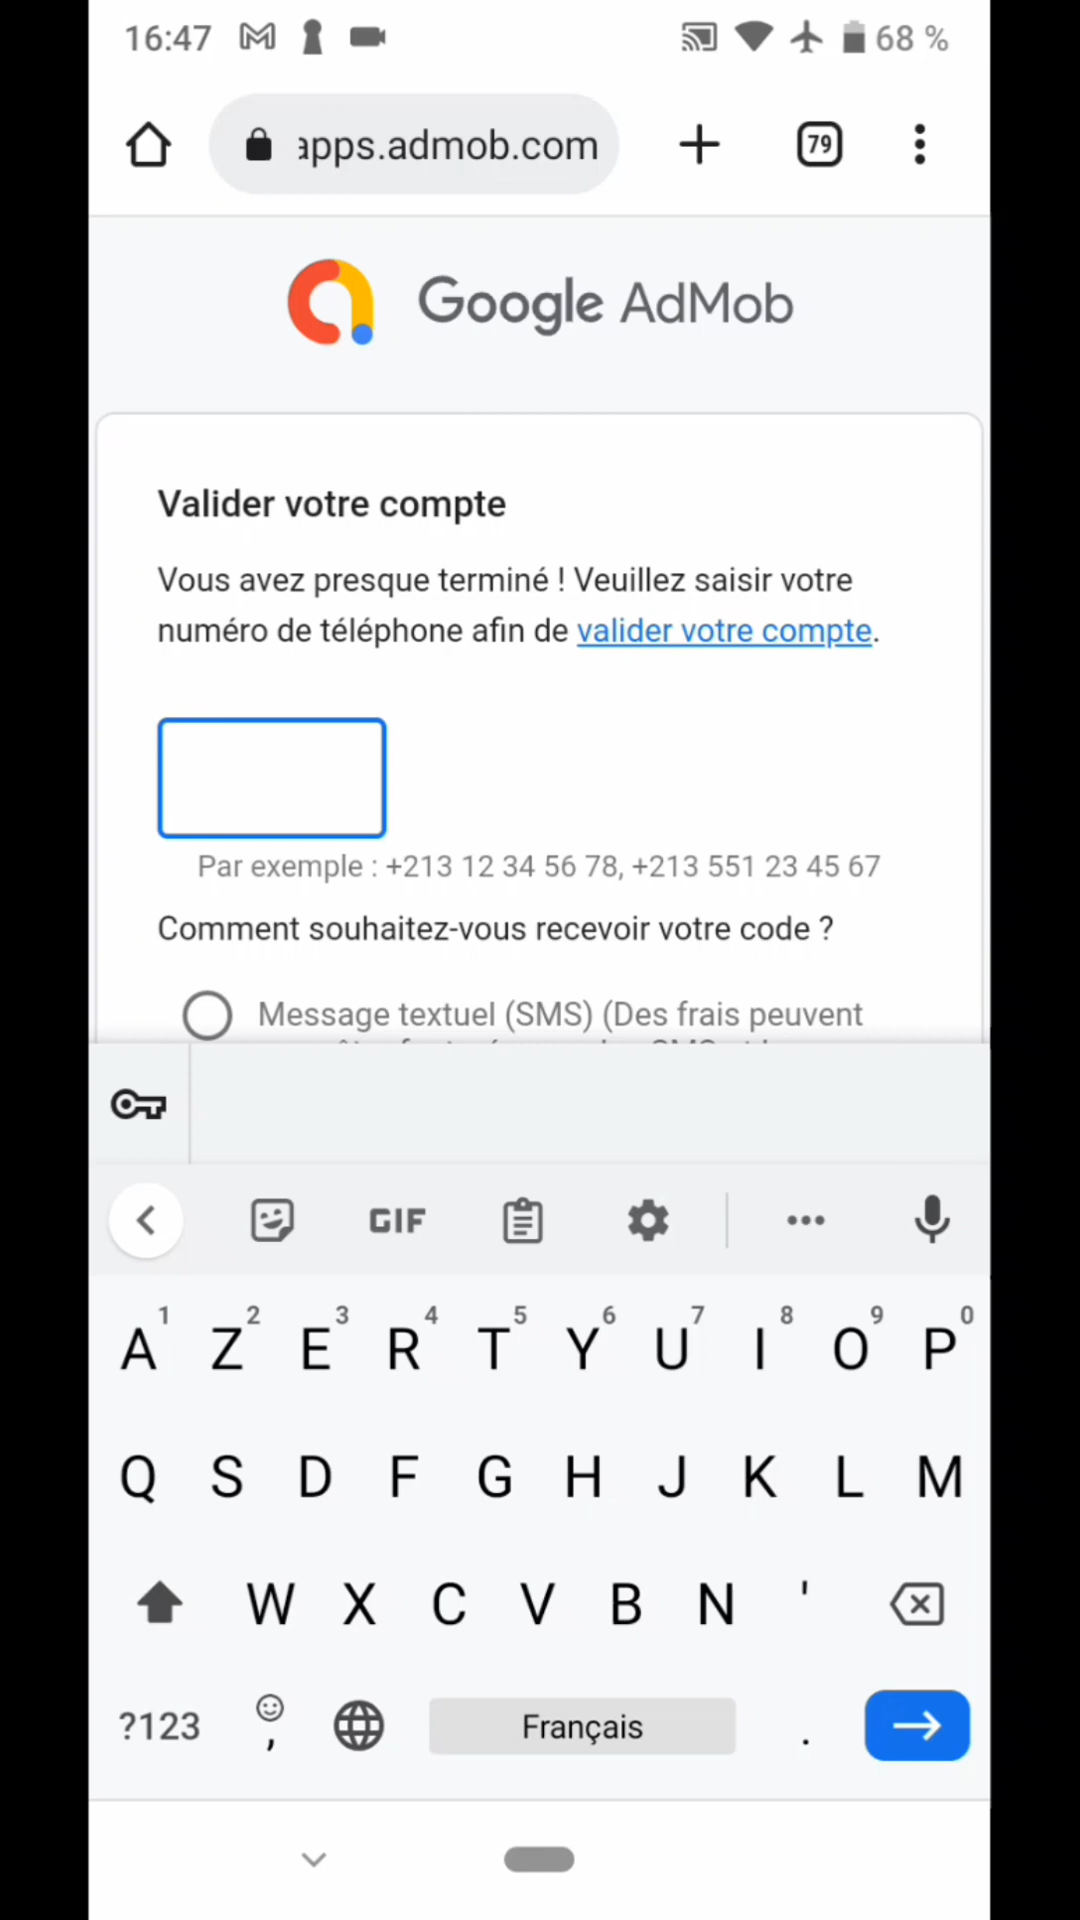 16:47 68 %
apps.admob.com 79
Google AdMob
Valider votre compte
Vous avez presque terminé ! Veuillez saisir votre
numéro de téléphone afin de valider votre compte.
Par exemple : +213 12 34 56 78, +213 551 23 45 67
Comment souhaitez-vous recevoir votre code ?
Message textuel (SMS) (Des frais peuvent
GIF
1 2 3 4 5 6 7 8 9 0
A Z E R T Y U I O P
Q S D F G H J K L M
W X C V B N '
?123 , Français .